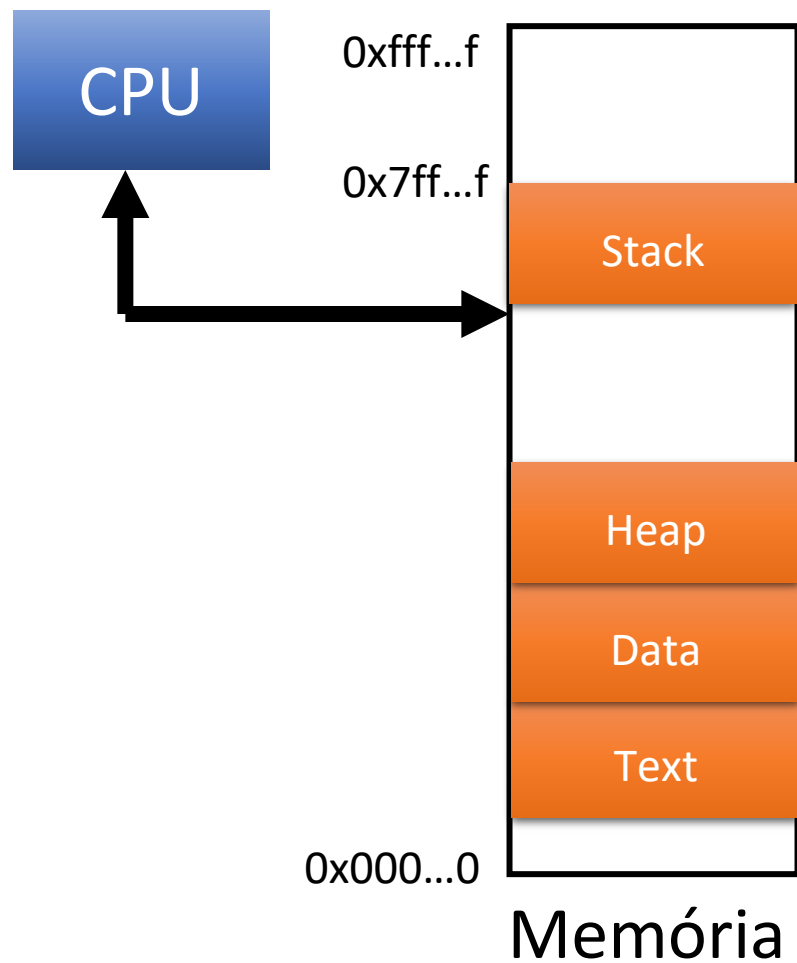 CPU
0xfff...f
0x7ff...f
Stack
Heap
Data
Text
0x000...0
Memória